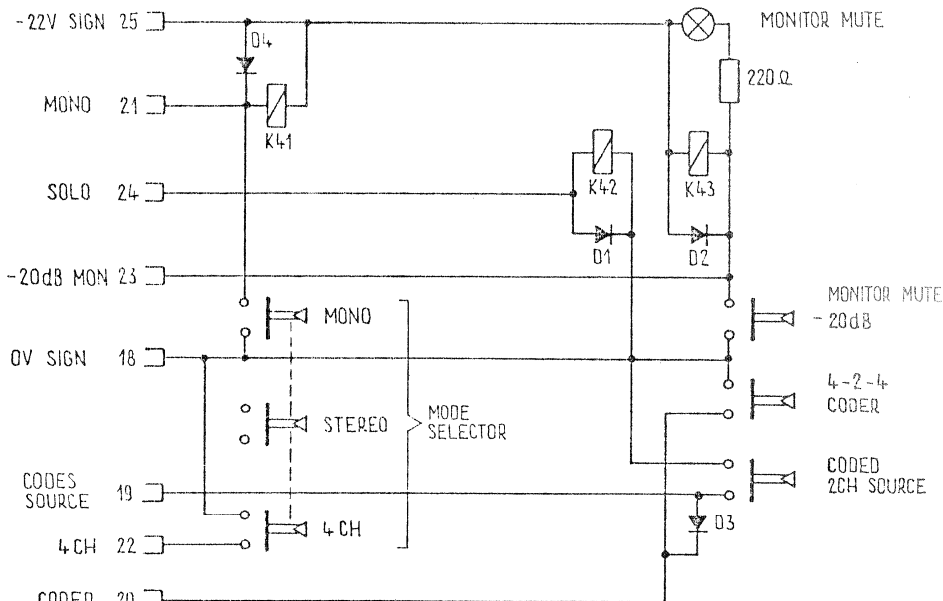 -22V SIGN 25
D4
MONITOR MUTE
220Ω
MONO 21
K41
K42
K43
SOLO 24
D1
D2
-20dB MON 23
MONO
MONITOR MUTE
-20dB
0V SIGN 18
4-2-4
CODER
STEREO
MODE
SELECTOR
CODED
2CH SOURCE
CODES
SOURCE 19
D3
4CH
4CH 22
CODER 20